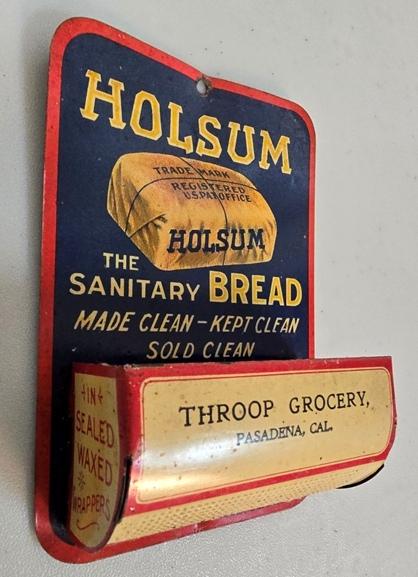 HOLSUM
TRADE MARK
REGISTERED
U.S.PAT.OFFICE
HOLSUM
THE
SANITARY BREAD
MADE CLEAN - KEPT CLEAN
SOLD CLEAN
IN
SEALED
WAXED
WRAPPERS
THROOP GROCERY,
PASADENA, CAL.